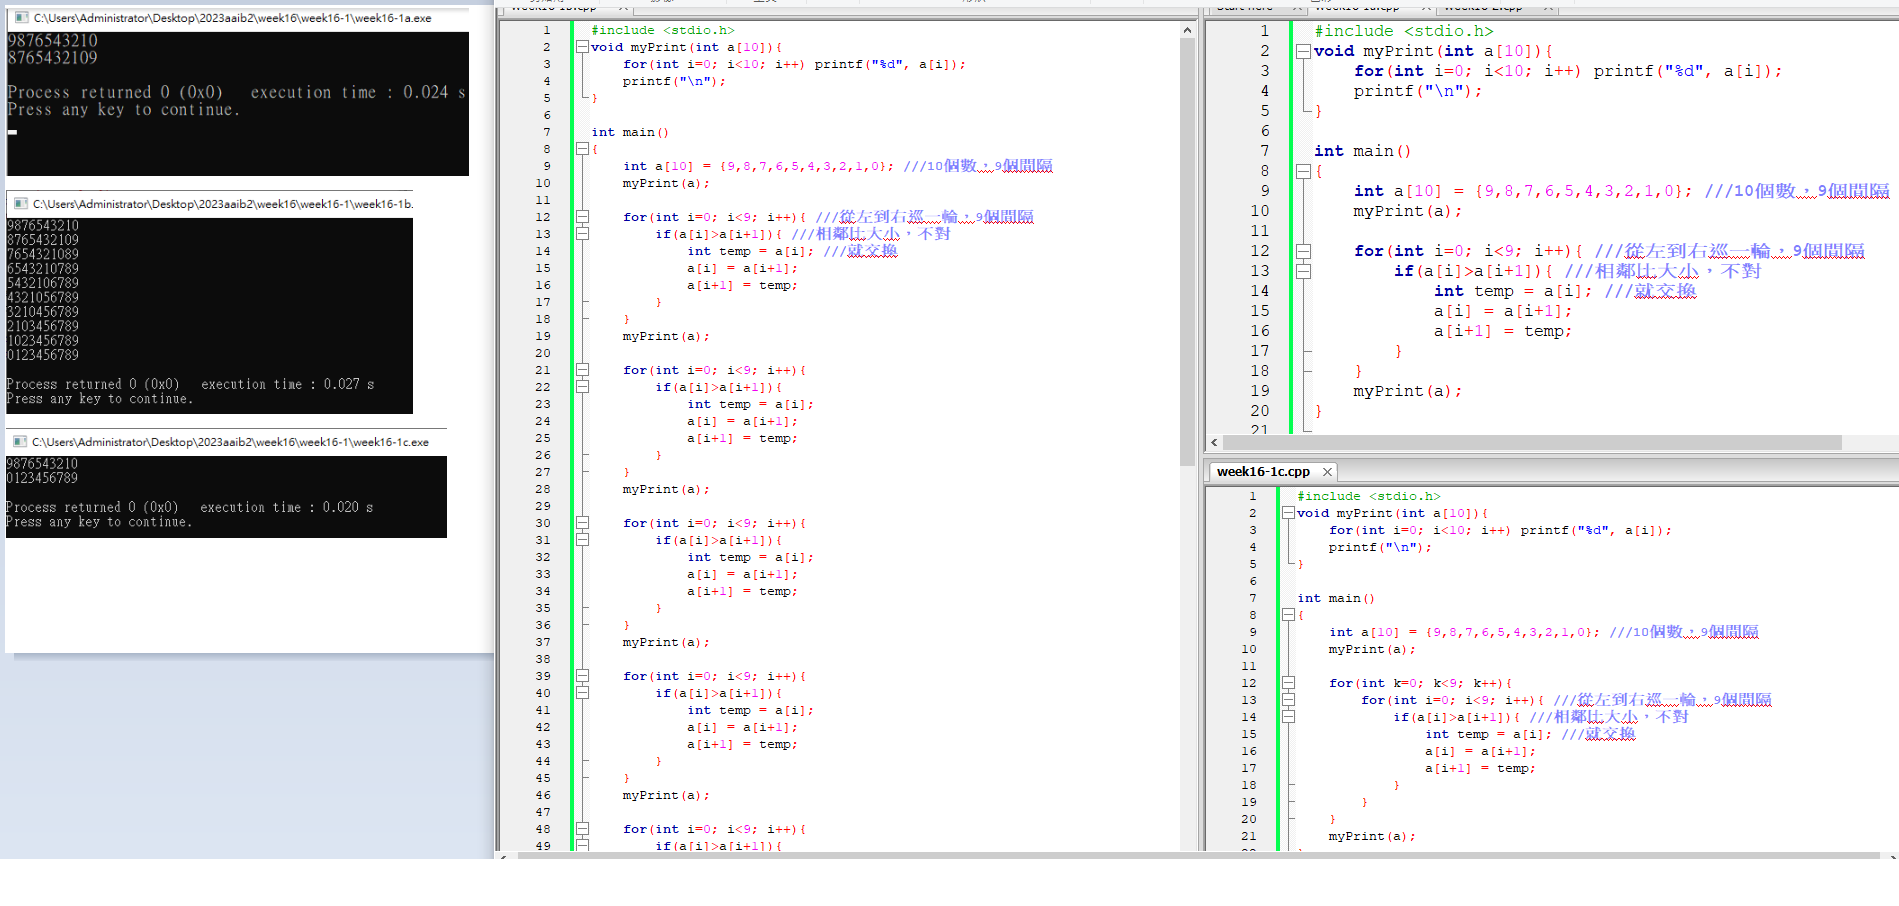 C:\Users\Administrator\Desktop\2023aaib2\week16\week16-1\week16-1a.exe
9876543210
8765432109
Process returned 0 (0x0)   execution time : 0.024 s
Press any key to continue.
C:\Users\Administrator\Desktop\2023aaib2\week16\week16-1\week16-1b.
9876543210
8765432109
7654321089
6543210789
5432106789
4321056789
3210456789
2103456789
1023456789
0123456789
Process returned 0 (0x0)   execution time : 0.027 s
Press any key to continue.
C:\Users\Administrator\Desktop\2023aaib2\week16\week16-1\week16-1c.exe
9876543210
0123456789
Process returned 0 (0x0)   execution time : 0.020 s
Press any key to continue.
1 #include <stdio.h>
2 void myPrint(int a[10]){
3     for(int i=0; i<10; i++) printf("%d", a[i]);
4     printf("\n");
5 }
6
7 int main()
8 {
9     int a[10] = {9,8,7,6,5,4,3,2,1,0}; ///10個數,9個間隔
10     myPrint(a);
11
12     for(int i=0; i<9; i++){ ///從左到右巡一輪,9個間隔
13         if(a[i]>a[i+1]){ ///相鄰比大小,不對
14             int temp = a[i]; ///就交換
15             a[i] = a[i+1];
16             a[i+1] = temp;
17         }
18     }
19     myPrint(a);
20
21     for(int i=0; i<9; i++){
22         if(a[i]>a[i+1]){
23             int temp = a[i];
24             a[i] = a[i+1];
25             a[i+1] = temp;
26         }
27     }
28     myPrint(a);
29
30     for(int i=0; i<9; i++){
31         if(a[i]>a[i+1]){
32             int temp = a[i];
33             a[i] = a[i+1];
34             a[i+1] = temp;
35         }
36     }
37     myPrint(a);
38
39     for(int i=0; i<9; i++){
40         if(a[i]>a[i+1]){
41             int temp = a[i];
42             a[i] = a[i+1];
43             a[i+1] = temp;
44         }
45     }
46     myPrint(a);
47
48     for(int i=0; i<9; i++){
49         if(a[i]>a[i+1]){
1 #include <stdio.h>
2 void myPrint(int a[10]){
3     for(int i=0; i<10; i++) printf("%d", a[i]);
4     printf("\n");
5 }
6
7 int main()
8 {
9     int a[10] = {9,8,7,6,5,4,3,2,1,0}; ///10個數,9個間隔
10     myPrint(a);
11
12     for(int i=0; i<9; i++){ ///從左到右巡一輪,9個間隔
13         if(a[i]>a[i+1]){ ///相鄰比大小,不對
14             int temp = a[i]; ///就交換
15             a[i] = a[i+1];
16             a[i+1] = temp;
17         }
18     }
19     myPrint(a);
20 }
21
week16-1c.cpp
1 #include <stdio.h>
2 void myPrint(int a[10]){
3     for(int i=0; i<10; i++) printf("%d", a[i]);
4     printf("\n");
5 }
6
7 int main()
8 {
9     int a[10] = {9,8,7,6,5,4,3,2,1,0}; ///10個數,9個間隔
10     myPrint(a);
11
12     for(int k=0; k<9; k++){
13         for(int i=0; i<9; i++){ ///從左到右巡一輪,9個間隔
14             if(a[i]>a[i+1]){ ///相鄰比大小,不對
15                 int temp = a[i]; ///就交換
16                 a[i] = a[i+1];
17                 a[i+1] = temp;
18             }
19         }
20     }
21     myPrint(a);